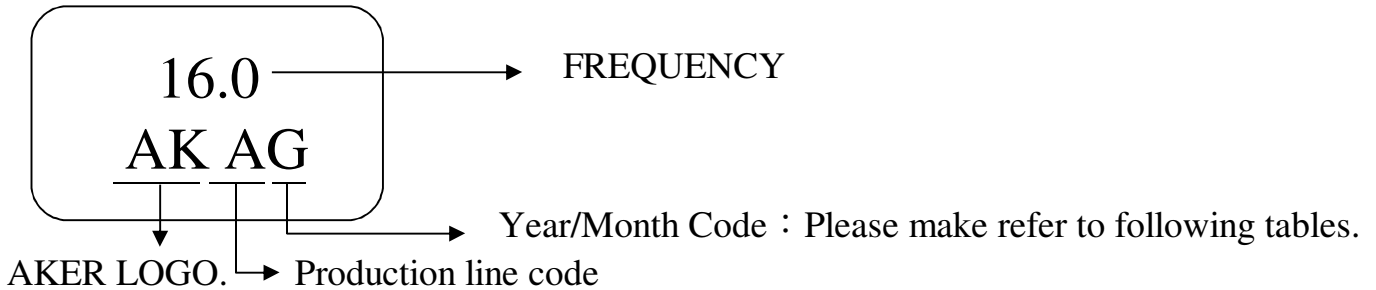 16.0 FREQUENCY
AK AG
Year/Month Code：Please make refer to following tables.
AKER LOGO. Production line code